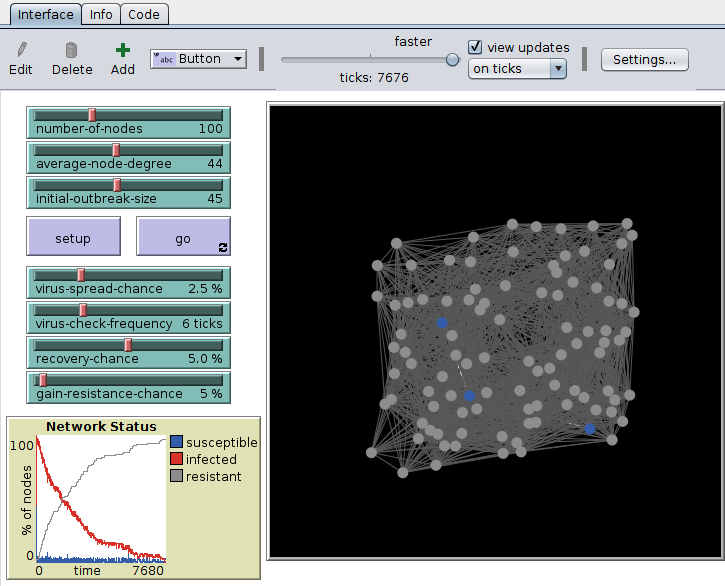 Interface Info Code
Edit Delete Add abc Button faster view updates Settings...
ticks: 7676 on ticks
number-of-nodes 100
average-node-degree 44
initial-outbreak-size 45
setup go
virus-spread-chance 2.5 %
virus-check-frequency 6 ticks
recovery-chance 5.0 %
gain-resistance-chance 5 %
Network Status
100
% of nodes
0
0 time 7680
susceptible
infected
resistant